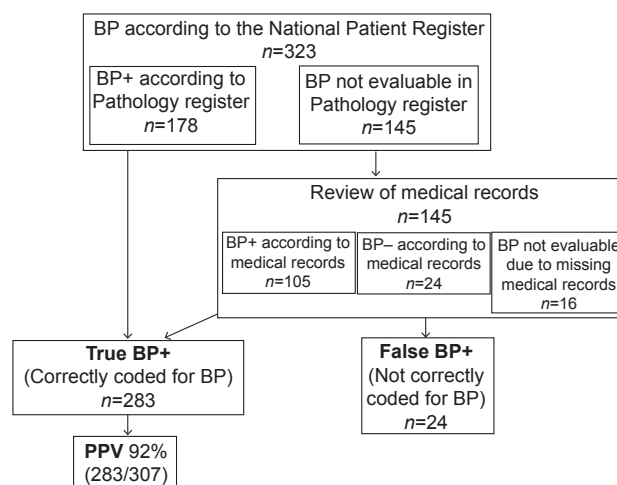 BP according to the National Patient Register
n=323
BP+ according to
Pathology register
n=178
BP not evaluable in
Pathology register
n=145
Review of medical records
n=145
BP+ according to
medical records
n=105
BP– according to
medical records
n=24
BP not evaluable
due to missing
medical records
n=16
True BP+
(Correctly coded for BP)
n=283
False BP+
(Not correctly
coded for BP)
n=24
PPV 92%
(283/307)